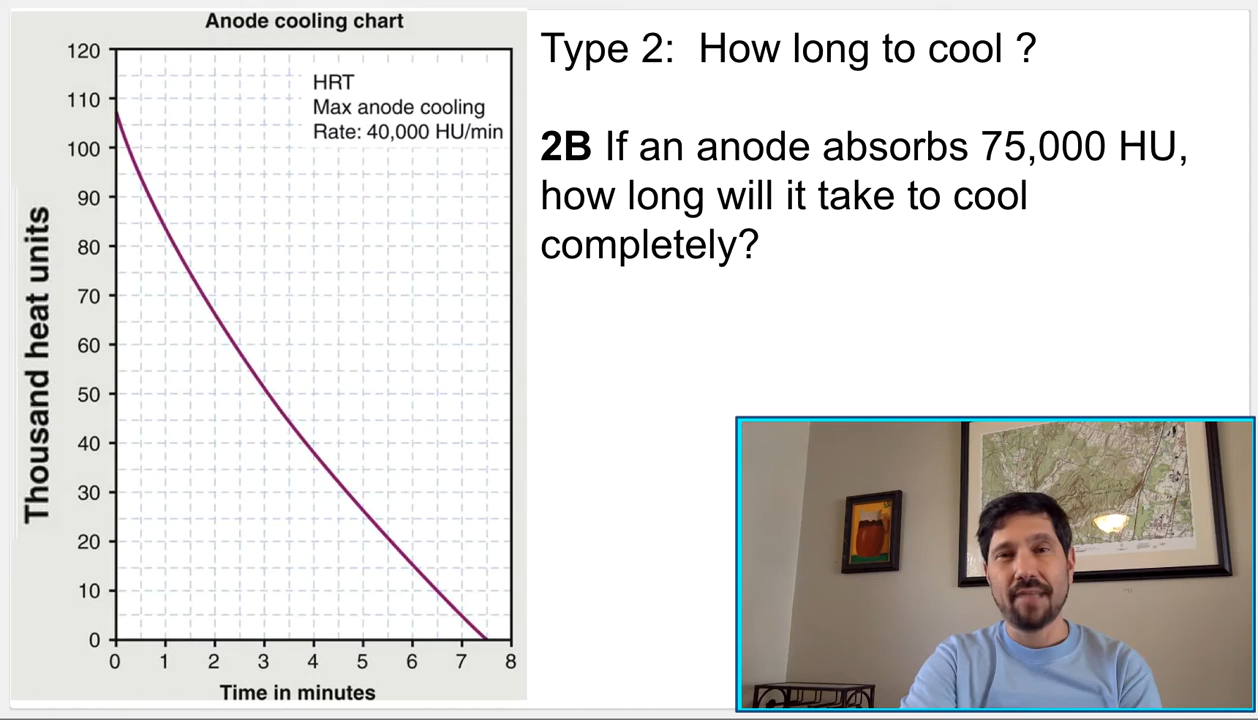 Anode cooling chart
HRT
Max anode cooling
Rate: 40,000 HU/min
Thousand heat units
120
110
100
90
80
70
60
50
40
30
20
10
0
0 1 2 3 4 5 6 7 8
Time in minutes
Type 2: How long to cool ?
2B If an anode absorbs 75,000 HU,
how long will it take to cool
completely?